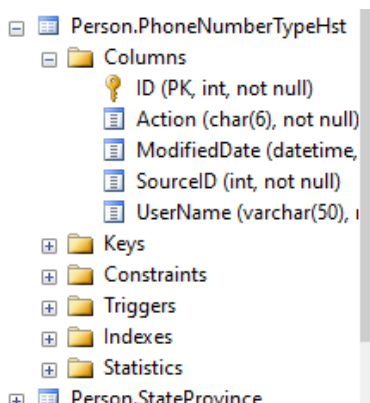 Person.PhoneNumberTypeHst
Columns
ID (PK, int, not null)
Action (char(6), not null)
ModifiedDate (datetime,
SourceID (int, not null)
UserName (varchar(50),
Keys
Constraints
Triggers
Indexes
Statistics
Person.StateProvince